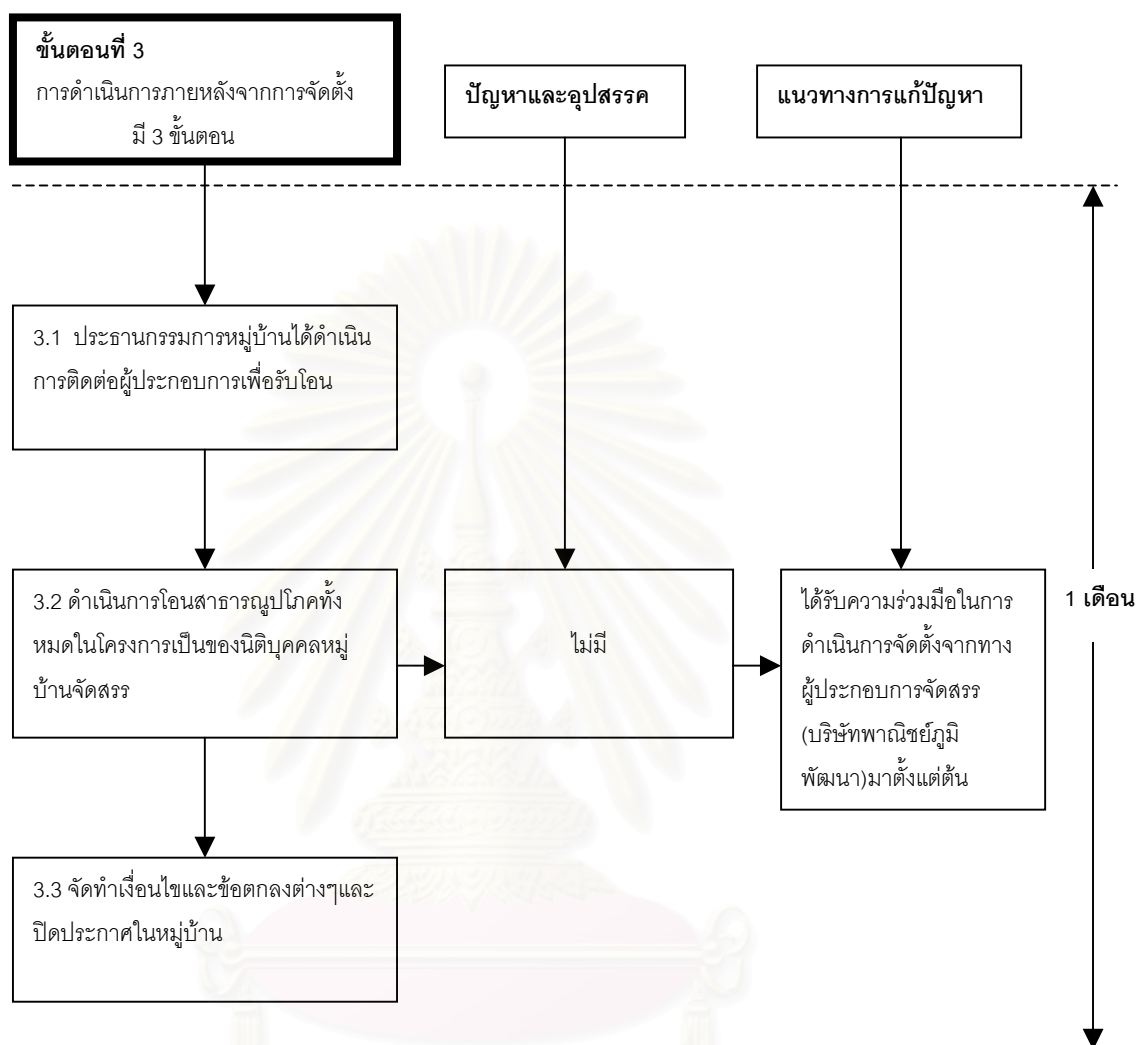 ขั้นตอนที่ 3
การดำเนินการภายหลังจากการจัดตั้ง
มี 3 ขั้นตอน
ปัญหาและอุปสรรค
แนวทางการแก้ปัญหา
3.1 ประธานกรรมการหมู่บ้านได้ดำเนิน
การติดต่อผู้ประกอบการเพื่อรับโอน
3.2 ดำเนินการโอนสาธารณูปโภคทั้ง
หมดในโครงการเป็นของนิติบุคคลหมู่
บ้านจัดสรร
ไม่มี
ได้รับความร่วมมือในการ
ดำเนินการจัดตั้งจากทาง
ผู้ประกอบการจัดสรร
(บริษัทพาณิชย์ภูมิ
พัฒนา)มาตั้งแต่ต้น
1 เดือน
3.3 จัดทำเงื่อนไขและข้อตกลงต่างๆและ
ปิดประกาศในหมู่บ้าน